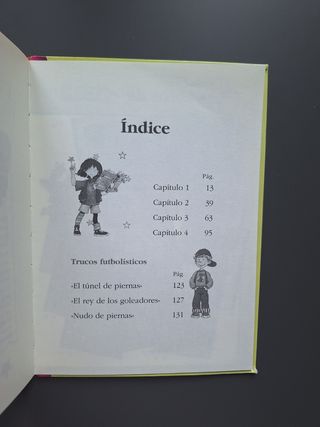 Índice
Pág.
Capítulo 1 13
Capítulo 2 39
Capítulo 3 63
Capítulo 4 95
Trucos futbolísticos
Pág.
«El túnel de piernas» 123
«El rey de los goleadores» 127
«Nudo de piernas» 131